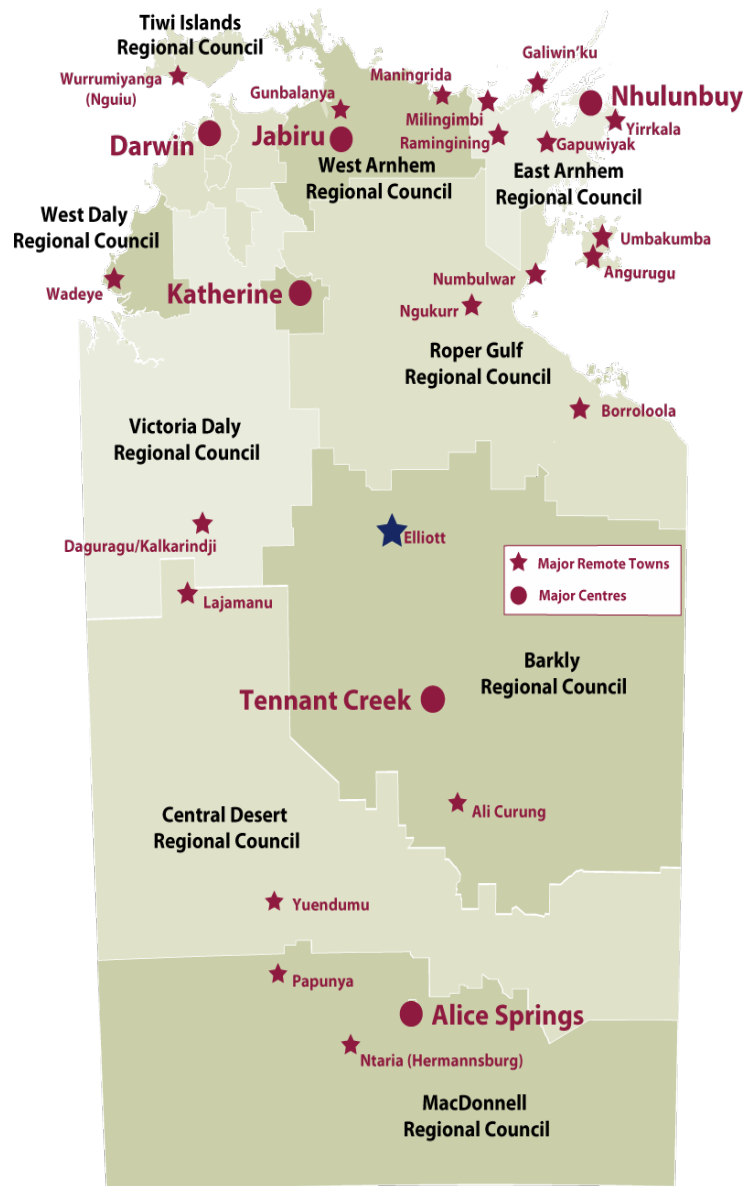 Tiwi Islands
Regional Council
Wurrumiyanga
(Nguiu)
Gunbalanya
Maningrida
Galiwin’ku
Milingimbi
Ramingining
Nhulunbuy
Yirrkala
Gapuwiyak
Darwin
Jabiru
West Arnhem
Regional Council
East Arnhem
Regional Council
West Daly
Regional Council
Wadeye
Umbakumba
Angurugu
Numbulwar
Katherine
Ngukurr
Roper Gulf
Regional Council
Borroloola
Victoria Daly
Regional Council
Daguragu/Kalkarindji
Elliott
Major Remote Towns
Major Centres
Lajamanu
Barkly
Regional Council
Tennant Creek
Ali Curung
Central Desert
Regional Council
Yuendumu
Papunya
Alice Springs
Ntaria (Hermannsburg)
MacDonnell
Regional Council